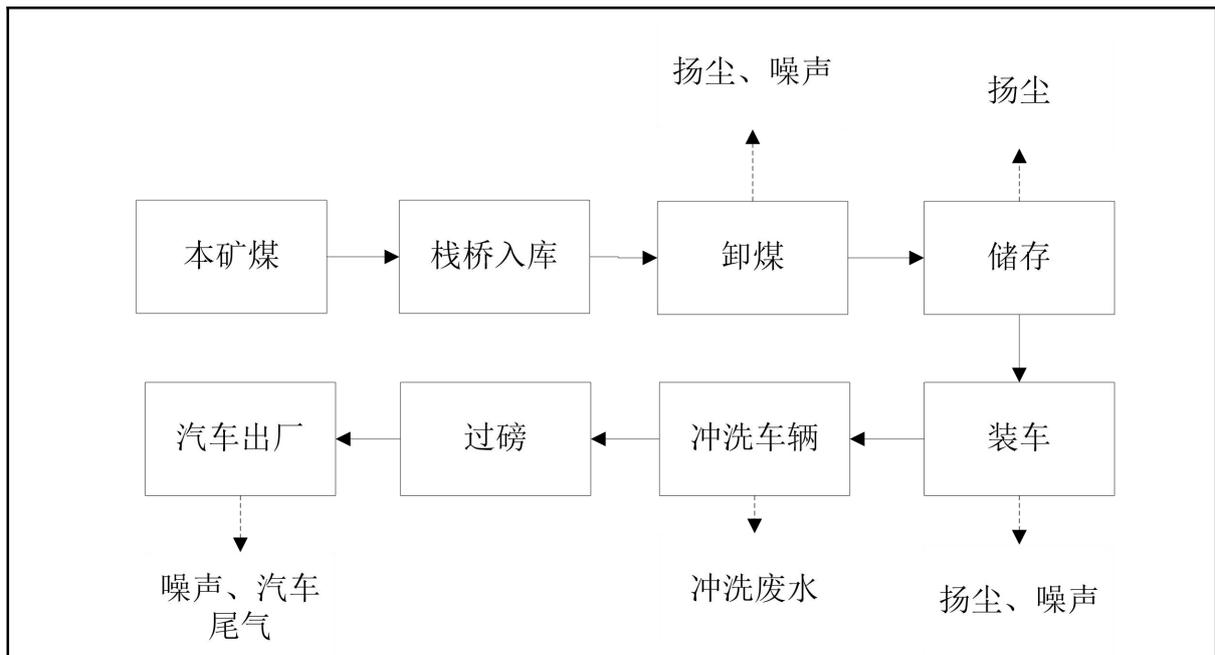 扬尘、噪声
扬尘
本矿煤
栈桥入库
卸煤
储存
汽车出厂
过磅
冲洗车辆
装车
噪声、汽车
尾气
冲洗废水
扬尘、噪声